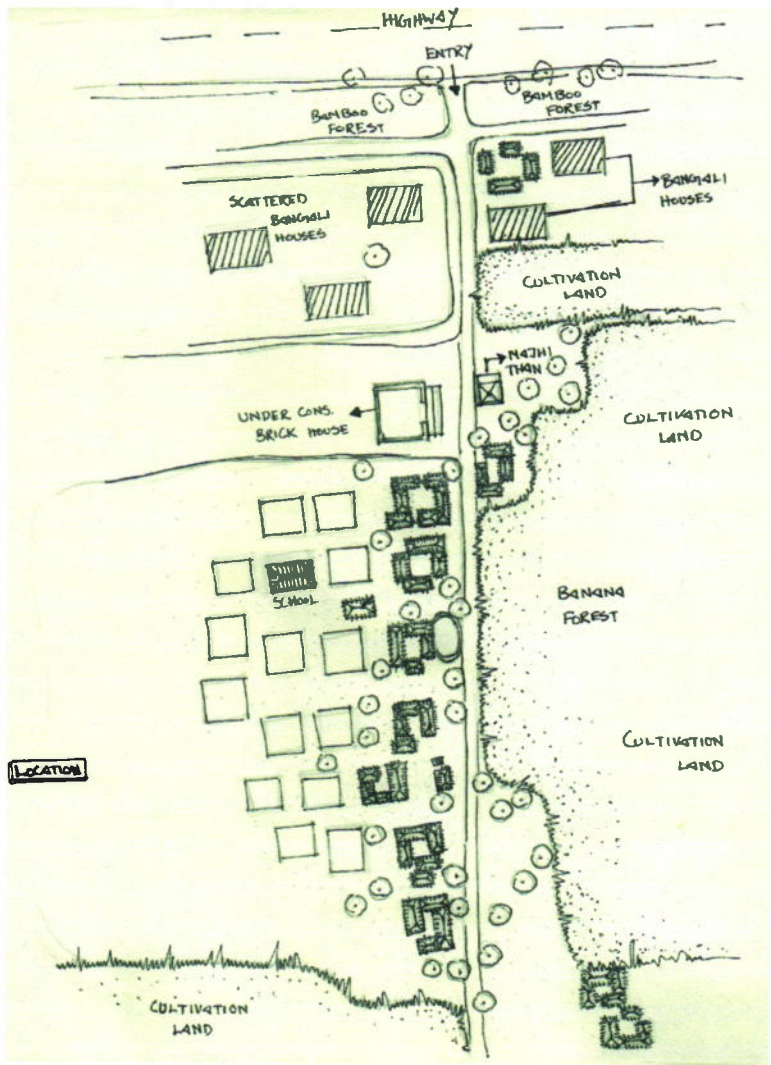 HIGHWAY
ENTRY
BAMBOO
FOREST
BAMBOO
FOREST
SCATTERED
BANGALI
HOUSES
BANGALI
HOUSES
CULTIVATION
LAND
MAJHI
THAN
UNDER CONS.
BRICK HOUSE
CULTIVATION
LAND
SCHOOL
BANANA
FOREST
CULTIVATION
LAND
LOCATION
CULTIVATION
LAND